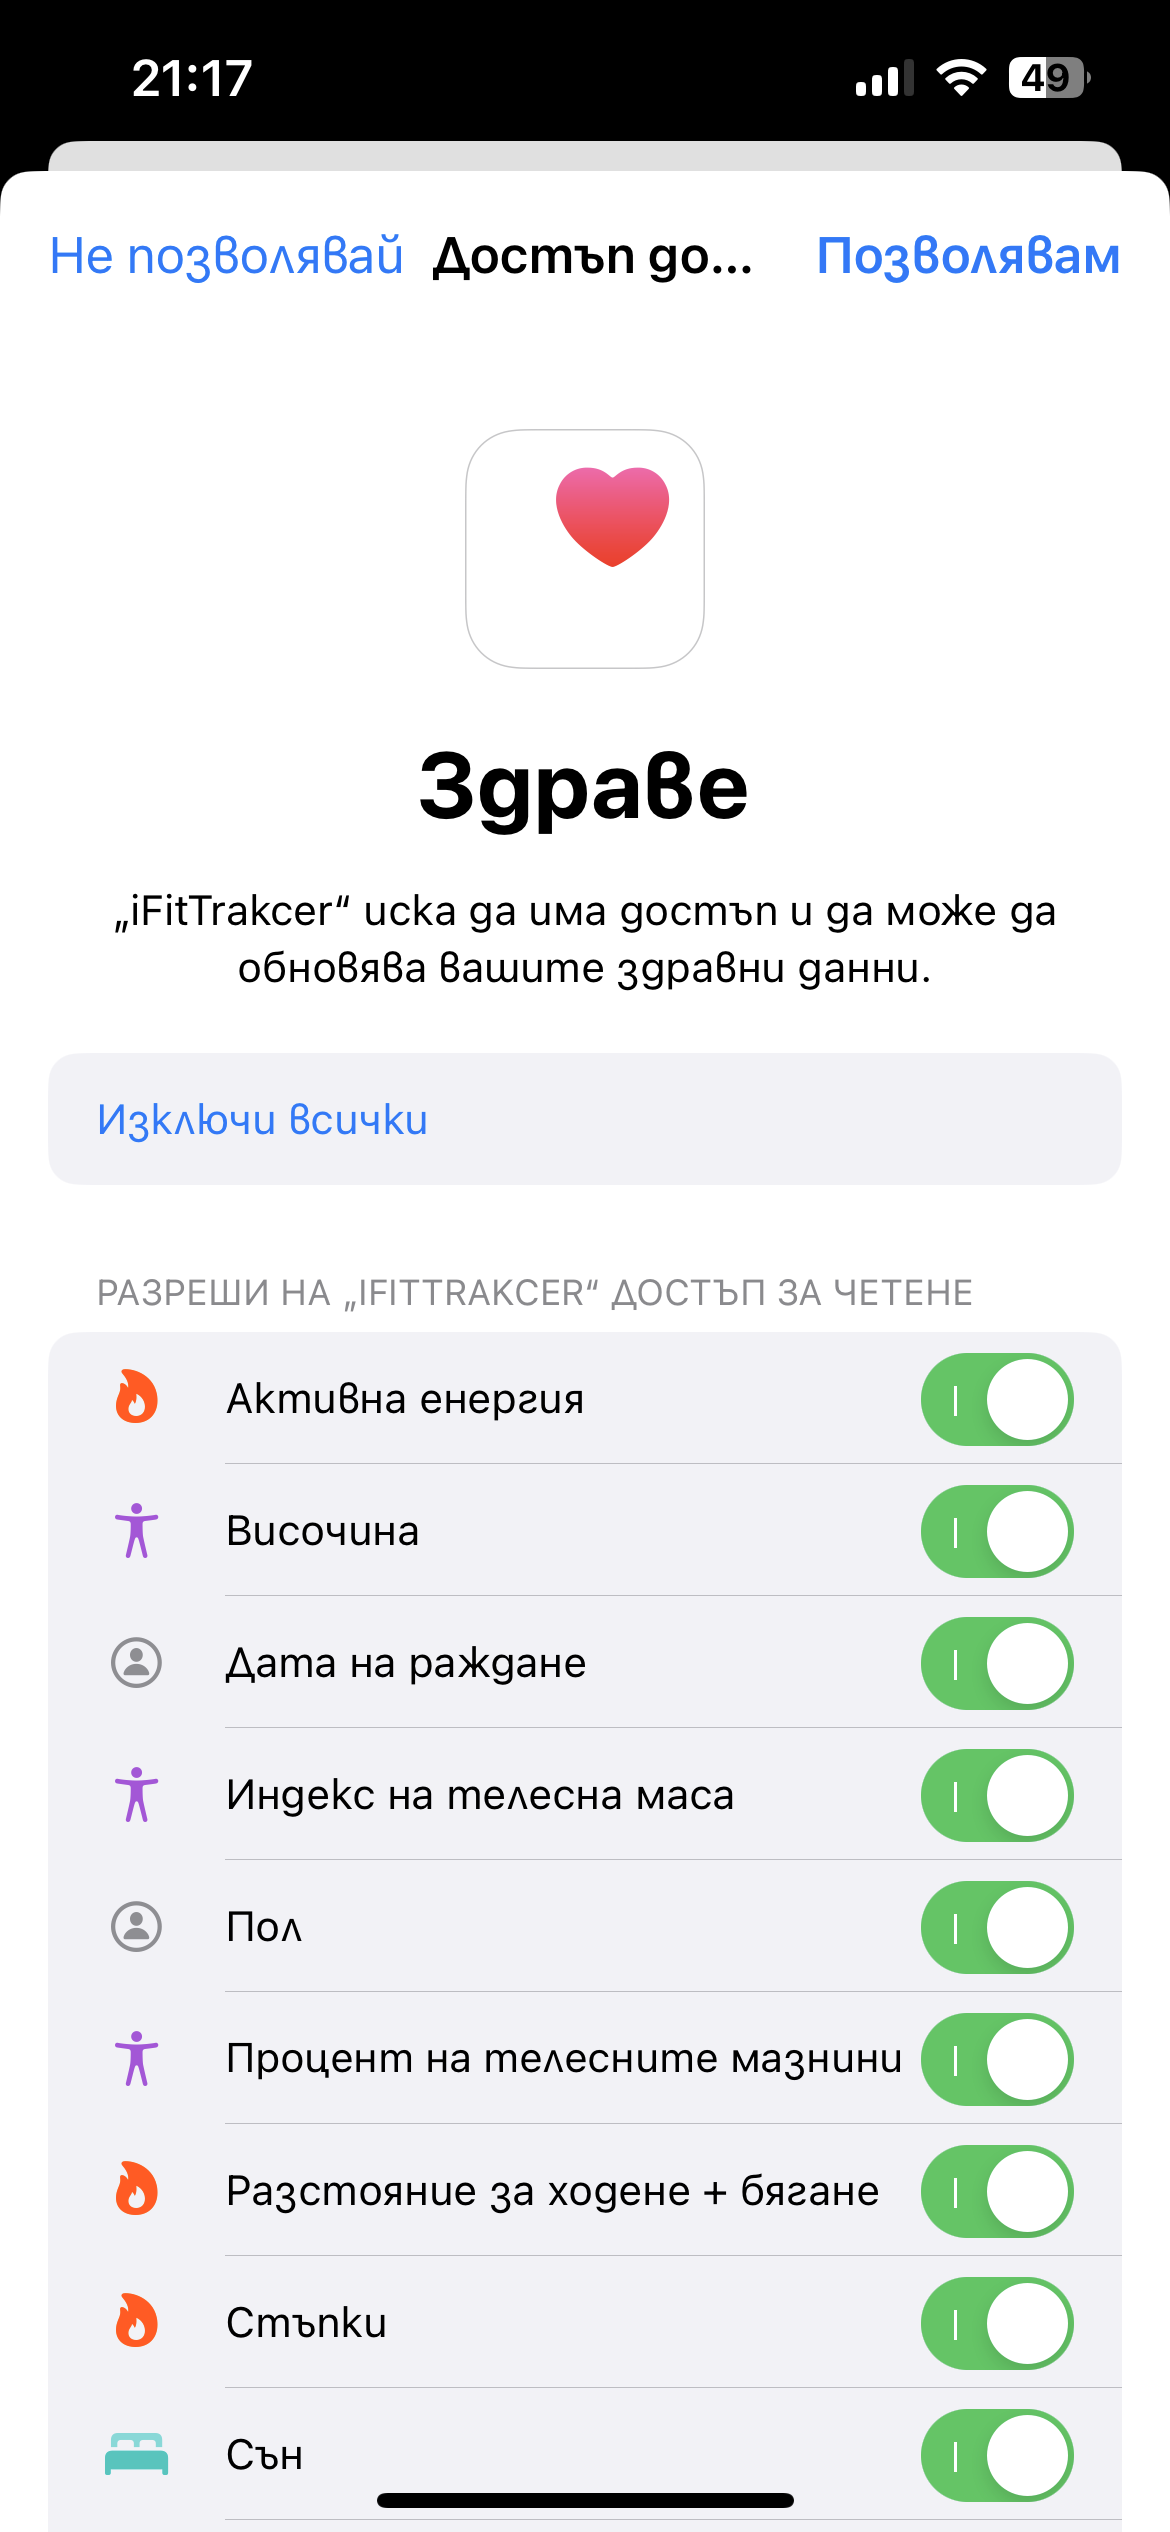 21:17
49
Не позволявай Достъп до... Позволявам
Здраве
„iFitTrakcer“ иска да има достъп и да може да
обновява вашите здравни данни.
Изключи всички
РАЗРЕШИ НА „IFITTRAKCER“ ДОСТЪП ЗА ЧЕТЕНЕ
Активна енергия
Височина
Дата на раждане
Индекс на телесна маса
Пол
Процент на телесните мазнини
Разстояние за ходене + бягане
Стъпки
Сън